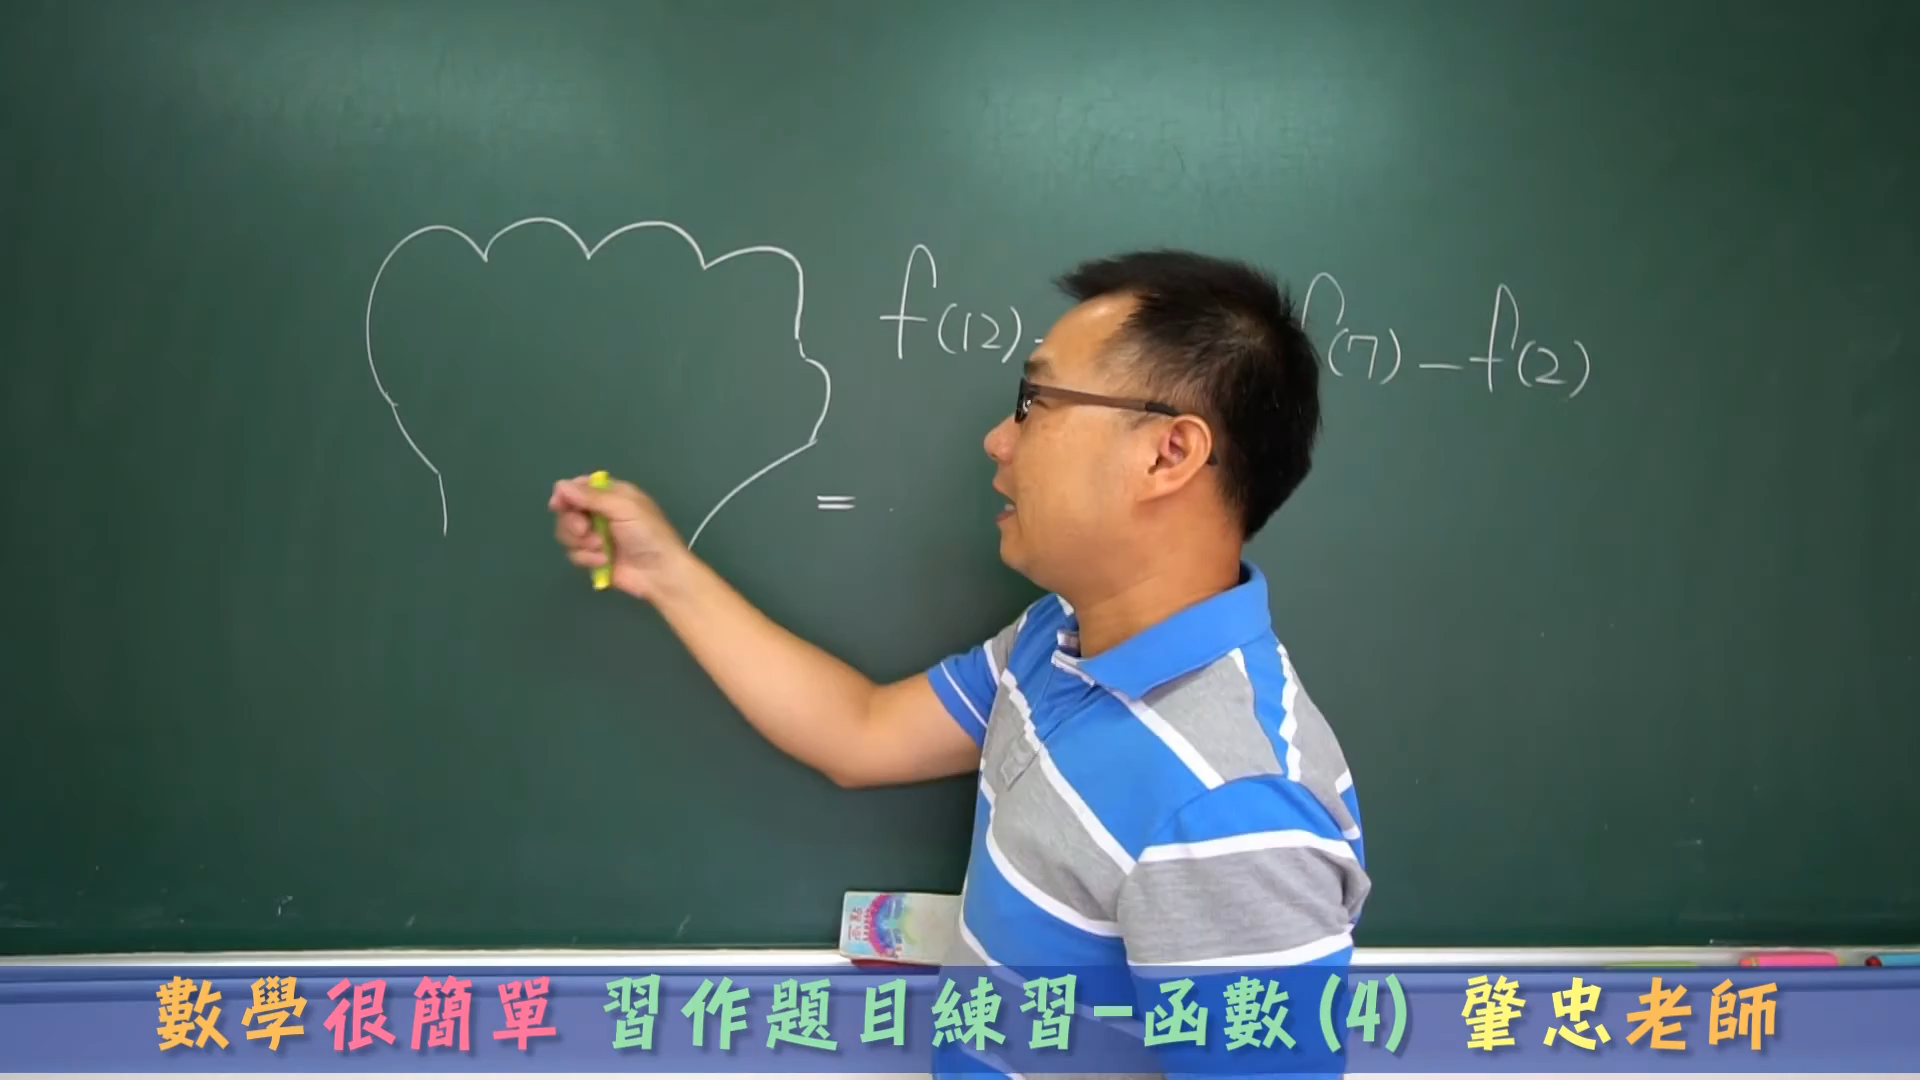 f(12) - f(7) - f(2)
=
數學很簡單 習作題目練習-函數(4) 肇忠老師